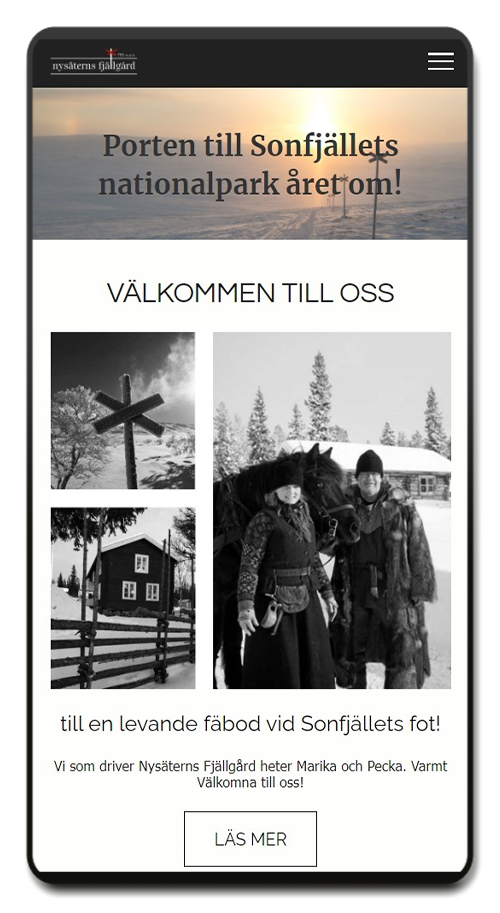 nysäterns fjällgård
Porten till Sonfjällets
nationalpark året om!
VÄLKOMMEN TILL OSS
till en levande fäbod vid Sonfjällets fot!
Vi som driver Nysäterns Fjällgård heter Marika och Pecka. Varmt
Välkomna till oss!
LÄS MER